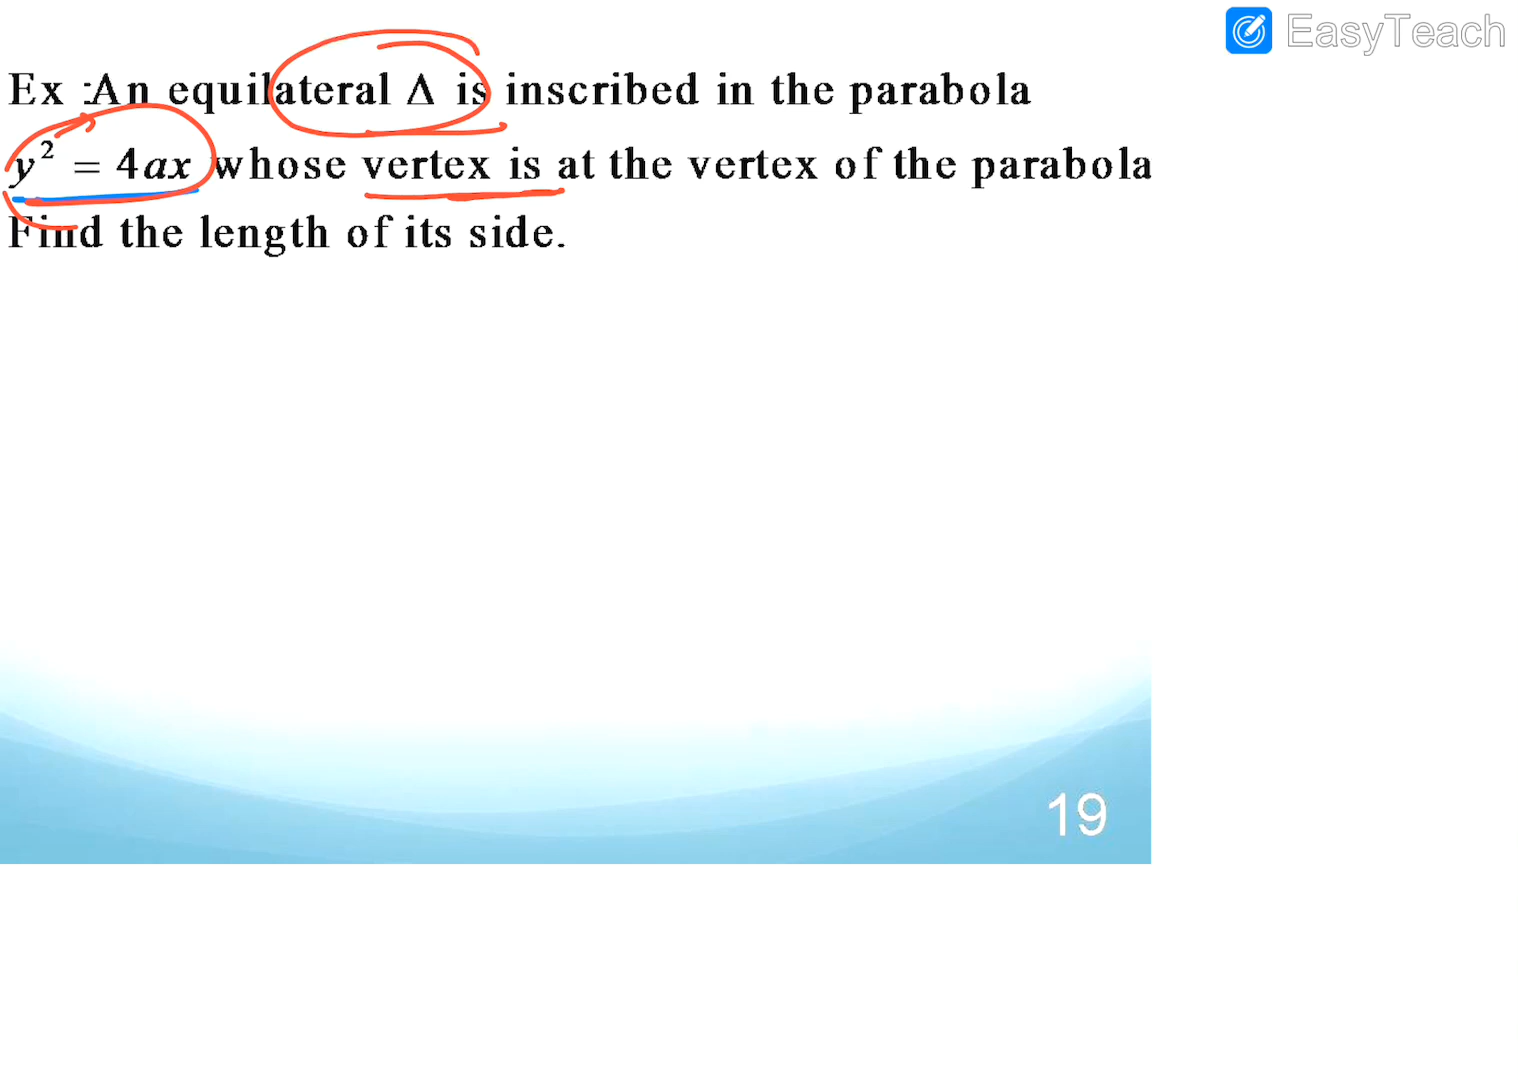 EasyTeach
Ex :An equilateral Δ is inscribed in the parabola
y² = 4ax whose vertex is at the vertex of the parabola
Find the length of its side.
19